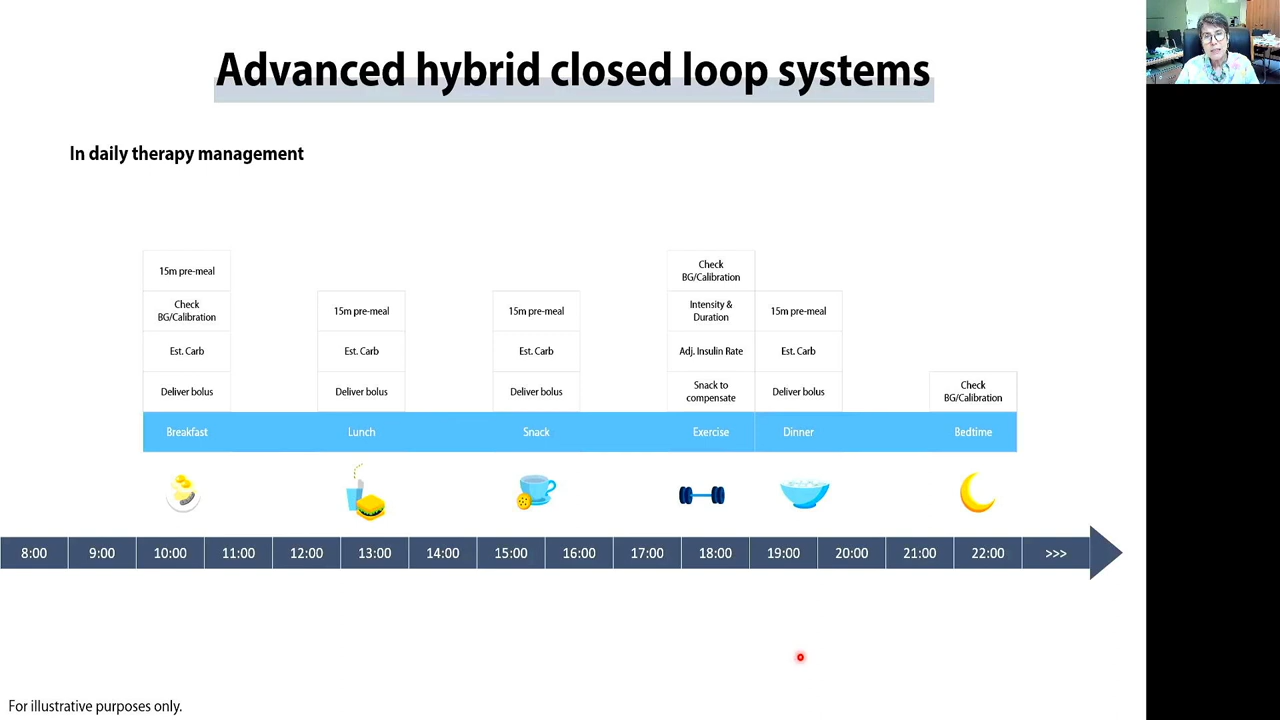 Advanced hybrid closed loop systems
In daily therapy management
15m pre-meal
Check
BG/Calibration
Est. Carb
Deliver bolus
Breakfast
15m pre-meal
Est. Carb
Deliver bolus
Lunch
15m pre-meal
Est. Carb
Deliver bolus
Snack
Check
BG/Calibration
Intensity &
Duration
Adj. Insulin Rate
Snack to
compensate
Exercise
15m pre-meal
Est. Carb
Deliver bolus
Dinner
Check
BG/Calibration
Bedtime
8:00 9:00 10:00 11:00 12:00 13:00 14:00 15:00 16:00 17:00 18:00 19:00 20:00 21:00 22:00 >>>
For illustrative purposes only.